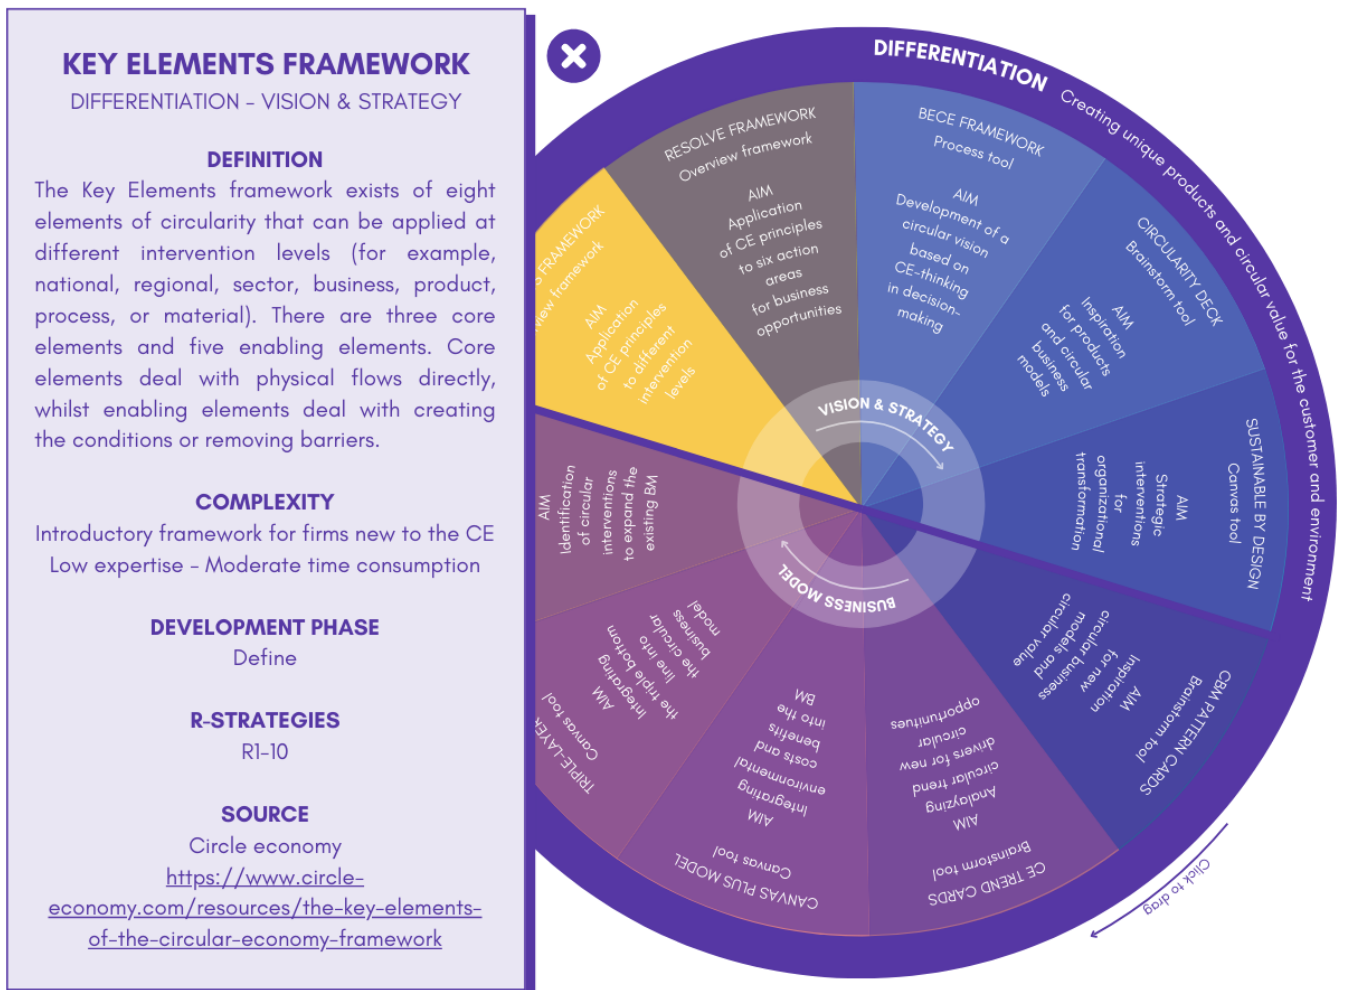 KEY ELEMENTS FRAMEWORK
DIFFERENTIATION - VISION & STRATEGY
DEFINITION
The Key Elements framework exists of eight
elements of circularity that can be applied at
different intervention levels (for example,
national, regional, sector, business, product,
process, or material). There are three core
elements and five enabling elements. Core
elements deal with physical flows directly,
whilst enabling elements deal with creating
the conditions or removing barriers.
COMPLEXITY
Introductory framework for firms new to the CE
Low expertise - Moderate time consumption
DEVELOPMENT PHASE
Define
R-STRATEGIES
R1-10
SOURCE
Circle economy
https://www.circle-
economy.com/resources/the-key-elements-
of-the-circular-economy-framework
DIFFERENTIATION Creating unique products and circular value for the customer and environment
S FRAMEWORK
view framework
AIM
Application
of CE principles
to different
intervention
levels
RESOLVE FRAMEWORK
Overview framework
AIM
Application
of CE principles
to six action
areas
for business
opportunities
BECE FRAMEWORK
Process tool
AIM
Development of a
circular vision
based on
CE-thinking
in decision-
making
CIRCULARITY DECK
Brainstorm tool
AIM
Inspiration
for products
and circular
business
models
SUSTAINABLE BY DESIGN
Canvas tool
AIM
Strategic
interventions
for
organizational
transformation
VISION & STRATEGY
BUSINESS MODEL
CBM PATTERN CARDS
Brainstorm tool
AIM
Inspiration
for new
circular business
models and
circular value
CE TREND CARDS
Brainstorm tool
AIM
Analayzing
circular trend
drivers for new
circular
opportunitues
CANVAS PLUS MODEL
Canvas tool
AIM
Integrating
environmental
costs and
benefits
into the
BM
TRIPLE-LAYER
Canvas tool
AIM
Integrating
the triple bottom
line into
the circular
business
model
AIM
Identification
of circular
interventions
to expand the
existing BM
Click to drag